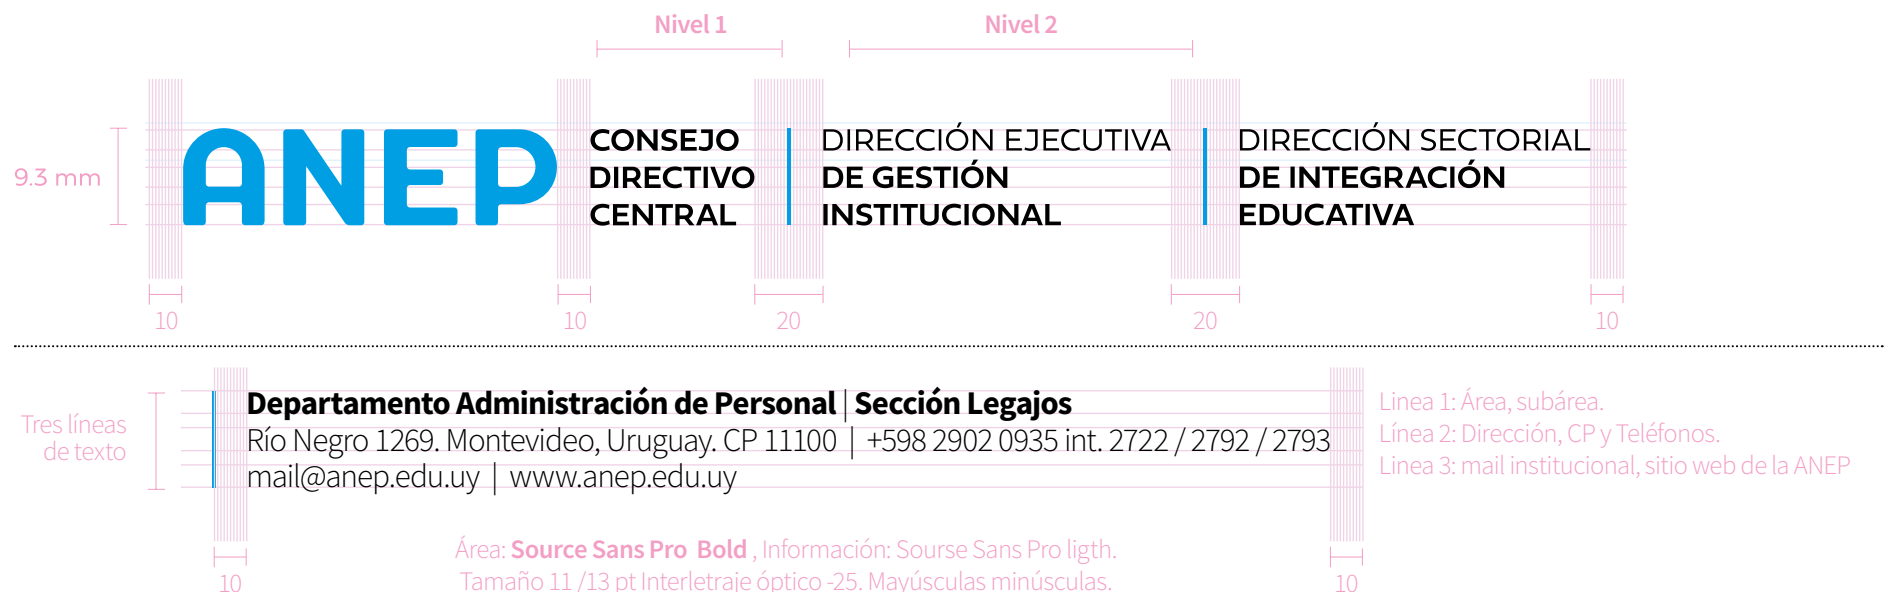 Nivel 1 Nivel 2
9.3 mm
ANEP
CONSEJO
DIRECTIVO
CENTRAL
DIRECCIÓN EJECUTIVA
DE GESTIÓN
INSTITUCIONAL
DIRECCIÓN SECTORIAL
DE INTEGRACIÓN
EDUCATIVA
10 10 20 20 10
Tres líneas
de texto
Departamento Administración de Personal | Sección Legajos
Río Negro 1269. Montevideo, Uruguay. CP 11100 | +598 2902 0935 int. 2722 / 2792 / 2793
mail@anep.edu.uy | www.anep.edu.uy
Linea 1: Área, subárea.
Línea 2: Dirección, CP y Teléfonos.
Linea 3: mail institucional, sitio web de la ANEP
10 10
Área: Source Sans Pro Bold , Información: Sourse Sans Pro ligth.
Tamaño 11 /13 pt Interletraje óptico -25. Mayúsculas minúsculas.